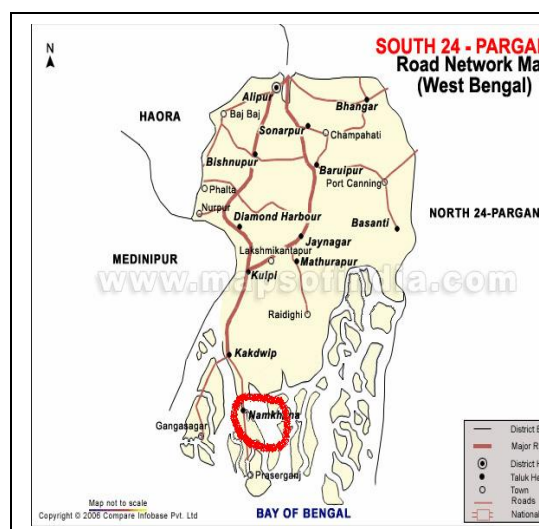 SOUTH 24 - PARGA
Road Network Ma
(West Bengal)
N
Alipur
Bhangar
Baj Baj
HAORA
Sonarpur
Champahati
Bishnupur
Baruipur
Port Canning
Phalta
Nurpur
Diamond Harbour
Basanti
NORTH 24-PARGAN
Lakshmikantapur
Jaynagar
MEDINIPUR
Mathurapur
www.mapsofindia.com
Kulpi
Raidighi
Kakdwip
Namkhana
Gangasagar
Praserganj
District B
Major R
District H
Taluk He
Town
Roads
National
Map not to scale
Copyright © 2006 Compare Infobase Pvt. Ltd
BAY OF BENGAL